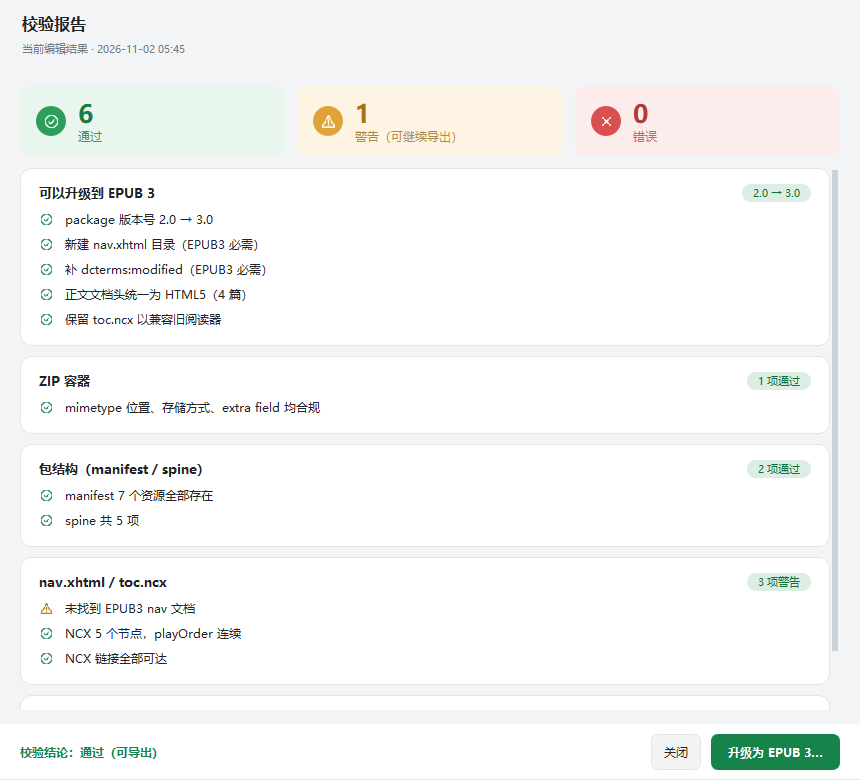 校验报告
当前编辑结果 · 2026-11-02 05:45
6
通过
1
警告（可继续导出）
0
错误
可以升级到 EPUB 3
2.0 → 3.0
package 版本号 2.0 → 3.0
新建 nav.xhtml 目录（EPUB3 必需）
补 dcterms:modified（EPUB3 必需）
正文文档头统一为 HTML5（4 篇）
保留 toc.ncx 以兼容旧阅读器
ZIP 容器
1 项通过
mimetype 位置、存储方式、extra field 均合规
包结构（manifest / spine）
2 项通过
manifest 7 个资源全部存在
spine 共 5 项
nav.xhtml / toc.ncx
3 项警告
未找到 EPUB3 nav 文档
NCX 5 个节点，playOrder 连续
NCX 链接全部可达
校验结论：通过（可导出）
关闭
升级为 EPUB 3...